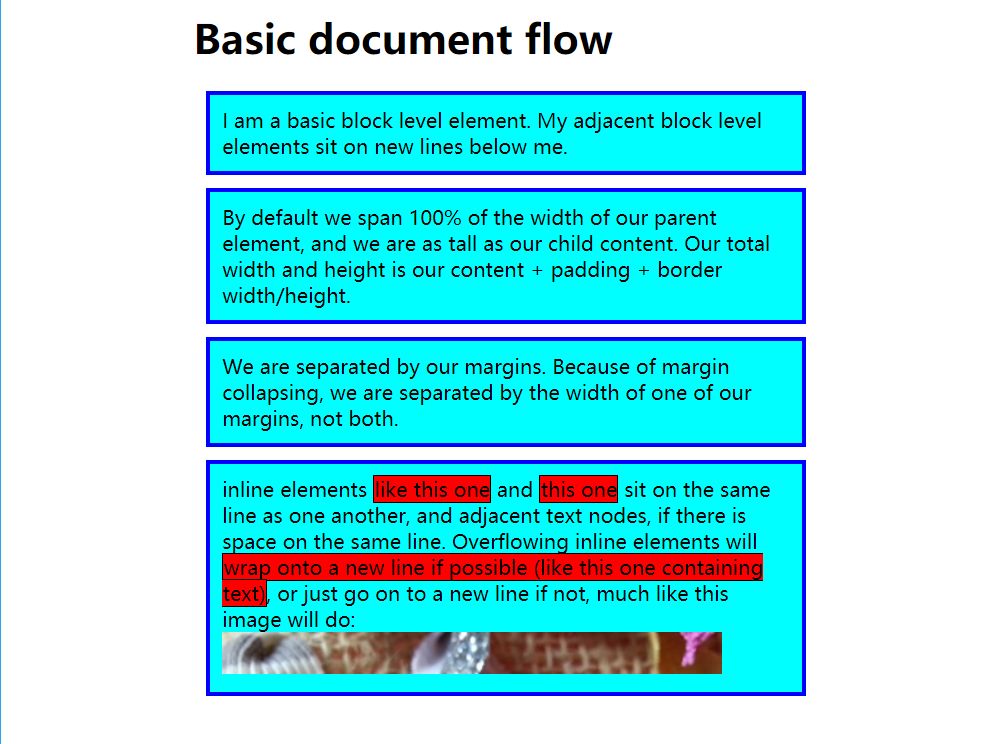 Basic document flow
I am a basic block level element. My adjacent block level
elements sit on new lines below me.
By default we span 100% of the width of our parent
element, and we are as tall as our child content. Our total
width and height is our content + padding + border
width/height.
We are separated by our margins. Because of margin
collapsing, we are separated by the width of one of our
margins, not both.
inline elements like this one and this one sit on the same
line as one another, and adjacent text nodes, if there is
space on the same line. Overflowing inline elements will
wrap onto a new line if possible (like this one containing
text), or just go on to a new line if not, much like this
image will do: